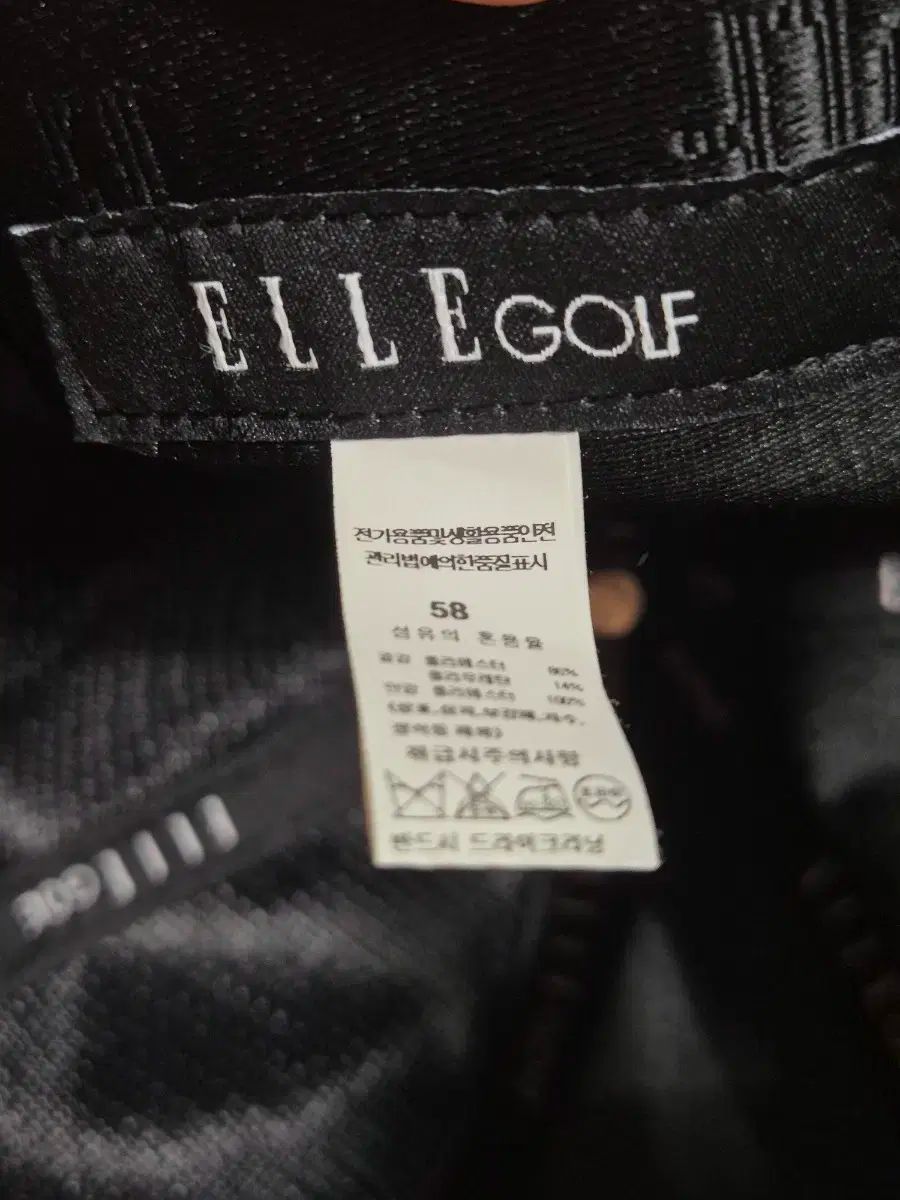 ELLE GOLF
전기용품및생활용품안전
관리법에의한품질표시
58
섬유의 혼용율
겉감 폴리에스터 86%
폴리우레탄 14%
안감 폴리에스터 100%
취급시주의사항
반드시 드라이크리닝